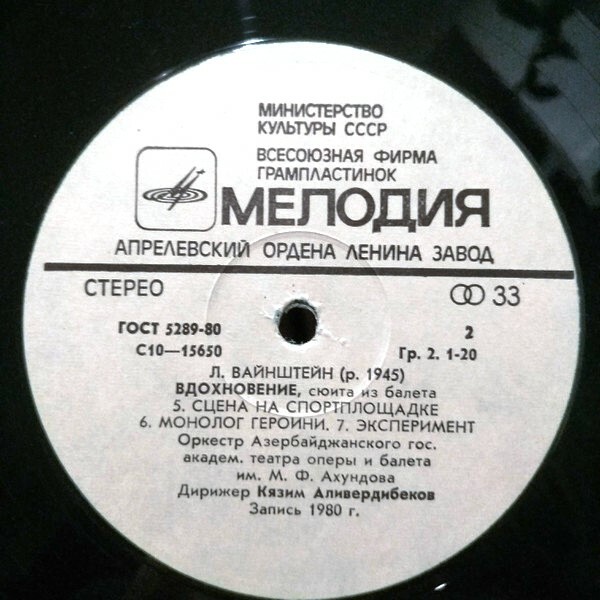 МИНИСТЕРСТВО
КУЛЬТУРЫ СССР
ВСЕСОЮЗНАЯ ФИРМА
ГРАМПЛАСТИНОК
МЕЛОДИЯ
АПРЕЛЕВСКИЙ ОРДЕНА ЛЕНИНА ЗАВОД
СТЕРЕО 33
ГОСТ 5289-80 2
С10—15650 Гр. 2. 1-20
Л. ВАЙНШТЕЙН (р. 1945)
ВДОХНОВЕНИЕ, сюита из балета
5. СЦЕНА НА СПОРТПЛОЩАДКЕ
6. МОНОЛОГ ГЕРОИНИ. 7. ЭКСПЕРИМЕНТ
Оркестр Азербайджанского гос.
академ. театра оперы и балета
им. М. Ф. Ахундова
Дирижер Кязим Аливердибеков
Запись 1980 г.